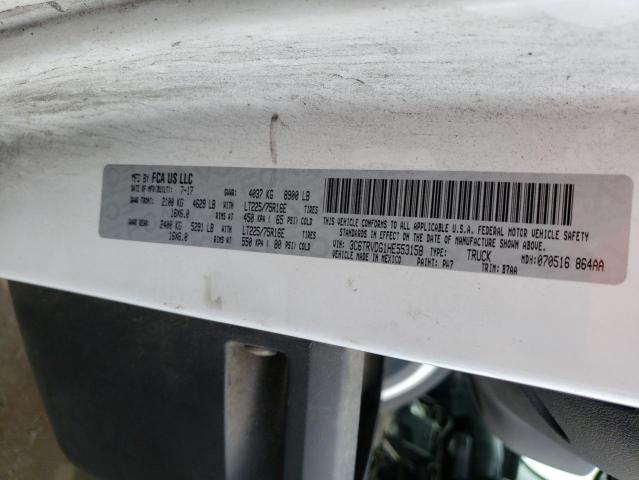 MFD BY FCA US LLC
DATE OF MFR(BUILT): 7-17 GVWR: 4037 KG 8900 LB
GAWR FRONT: 2100 KG 4629 LB WITH LT225/75R16E TIRES
16X6.0 RIMS AT 450 KPA ( 65 PSI) COLD
GAWR REAR: 2400 KG 5291 LB WITH LT225/75R16E TIRES
16X6.0 RIMS AT 550 KPA ( 80 PSI) COLD
THIS VEHICLE CONFORMS TO ALL APPLICABLE U.S.A. FEDERAL MOTOR VEHICLE SAFETY
STANDARDS IN EFFECT ON THE DATE OF MANUFACTURE SHOWN ABOVE.
VIN: 3C6TRVDG1HE553158 TYPE: TRUCK MDH: 070516 864AA
VEHICLE MADE IN MEXICO PAINT: PW7 TRIM: B7AA